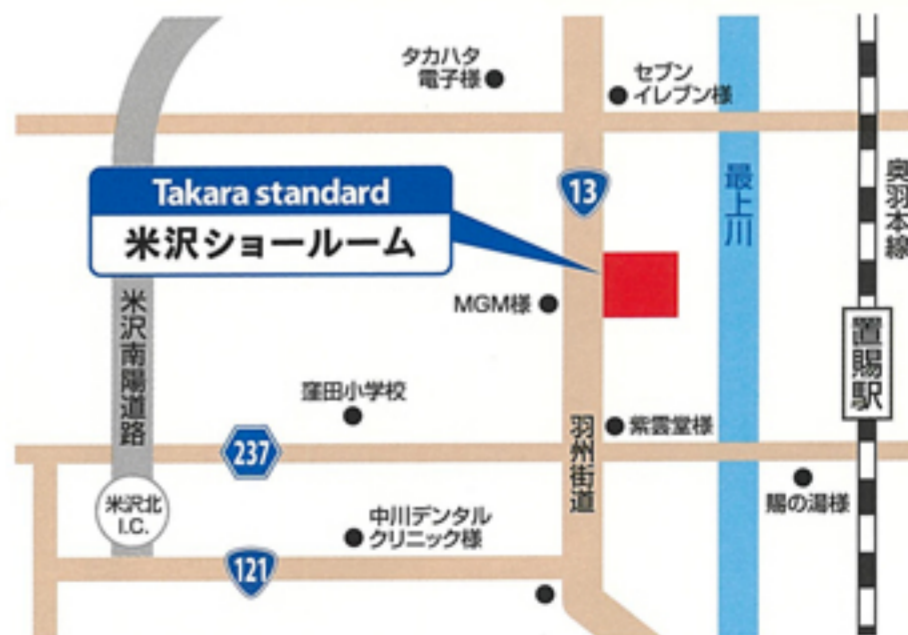 タカハタ
電子様
セブン
イレブン様
Takara standard
米沢ショールーム
13
最上川
奥羽本線
MGM様
米沢南陽道路
置賜駅
窪田小学校
237
羽州街道
紫雲堂様
米沢北
I.C.
中川デンタル
クリニック様
賜の湯様
121